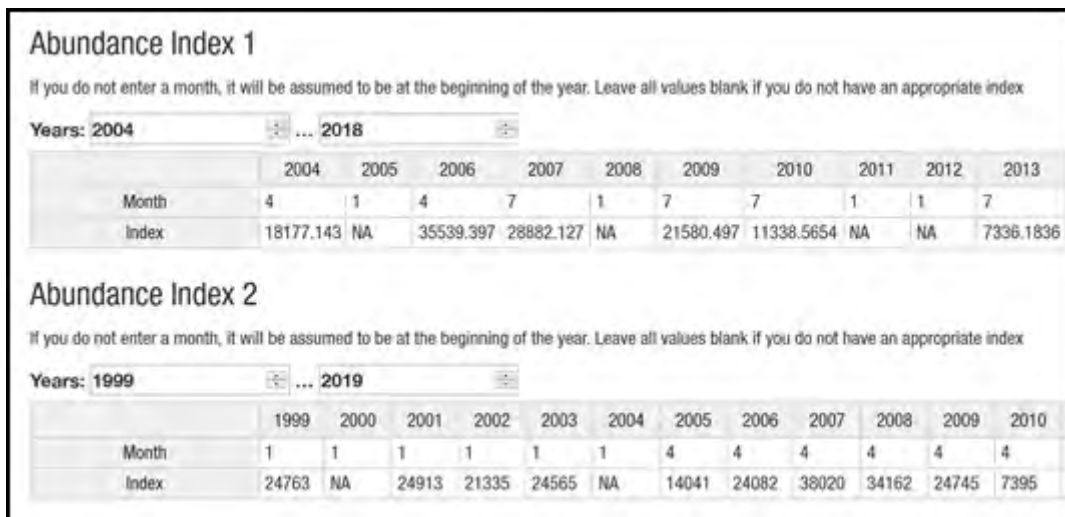 Abundance Index 1
If you do not enter a month, it will be assumed to be at the beginning of the year. Leave all values blank if you do not have an appropriate index
Years: 2004 ... 2018
2004 2005 2006 2007 2008 2009 2010 2011 2012 2013
Month 4 1 4 7 1 7 7 1 1 7
Index 18177.143 NA 35539.397 28882.127 NA 21580.497 11338.5654 NA NA 7336.1836
Abundance Index 2
If you do not enter a month, it will be assumed to be at the beginning of the year. Leave all values blank if you do not have an appropriate index
Years: 1999 ... 2019
1999 2000 2001 2002 2003 2004 2005 2006 2007 2008 2009 2010
Month 1 1 1 1 1 1 4 4 4 4 4 4
Index 24763 NA 24913 21335 24565 NA 14041 24082 38020 34162 24745 7395